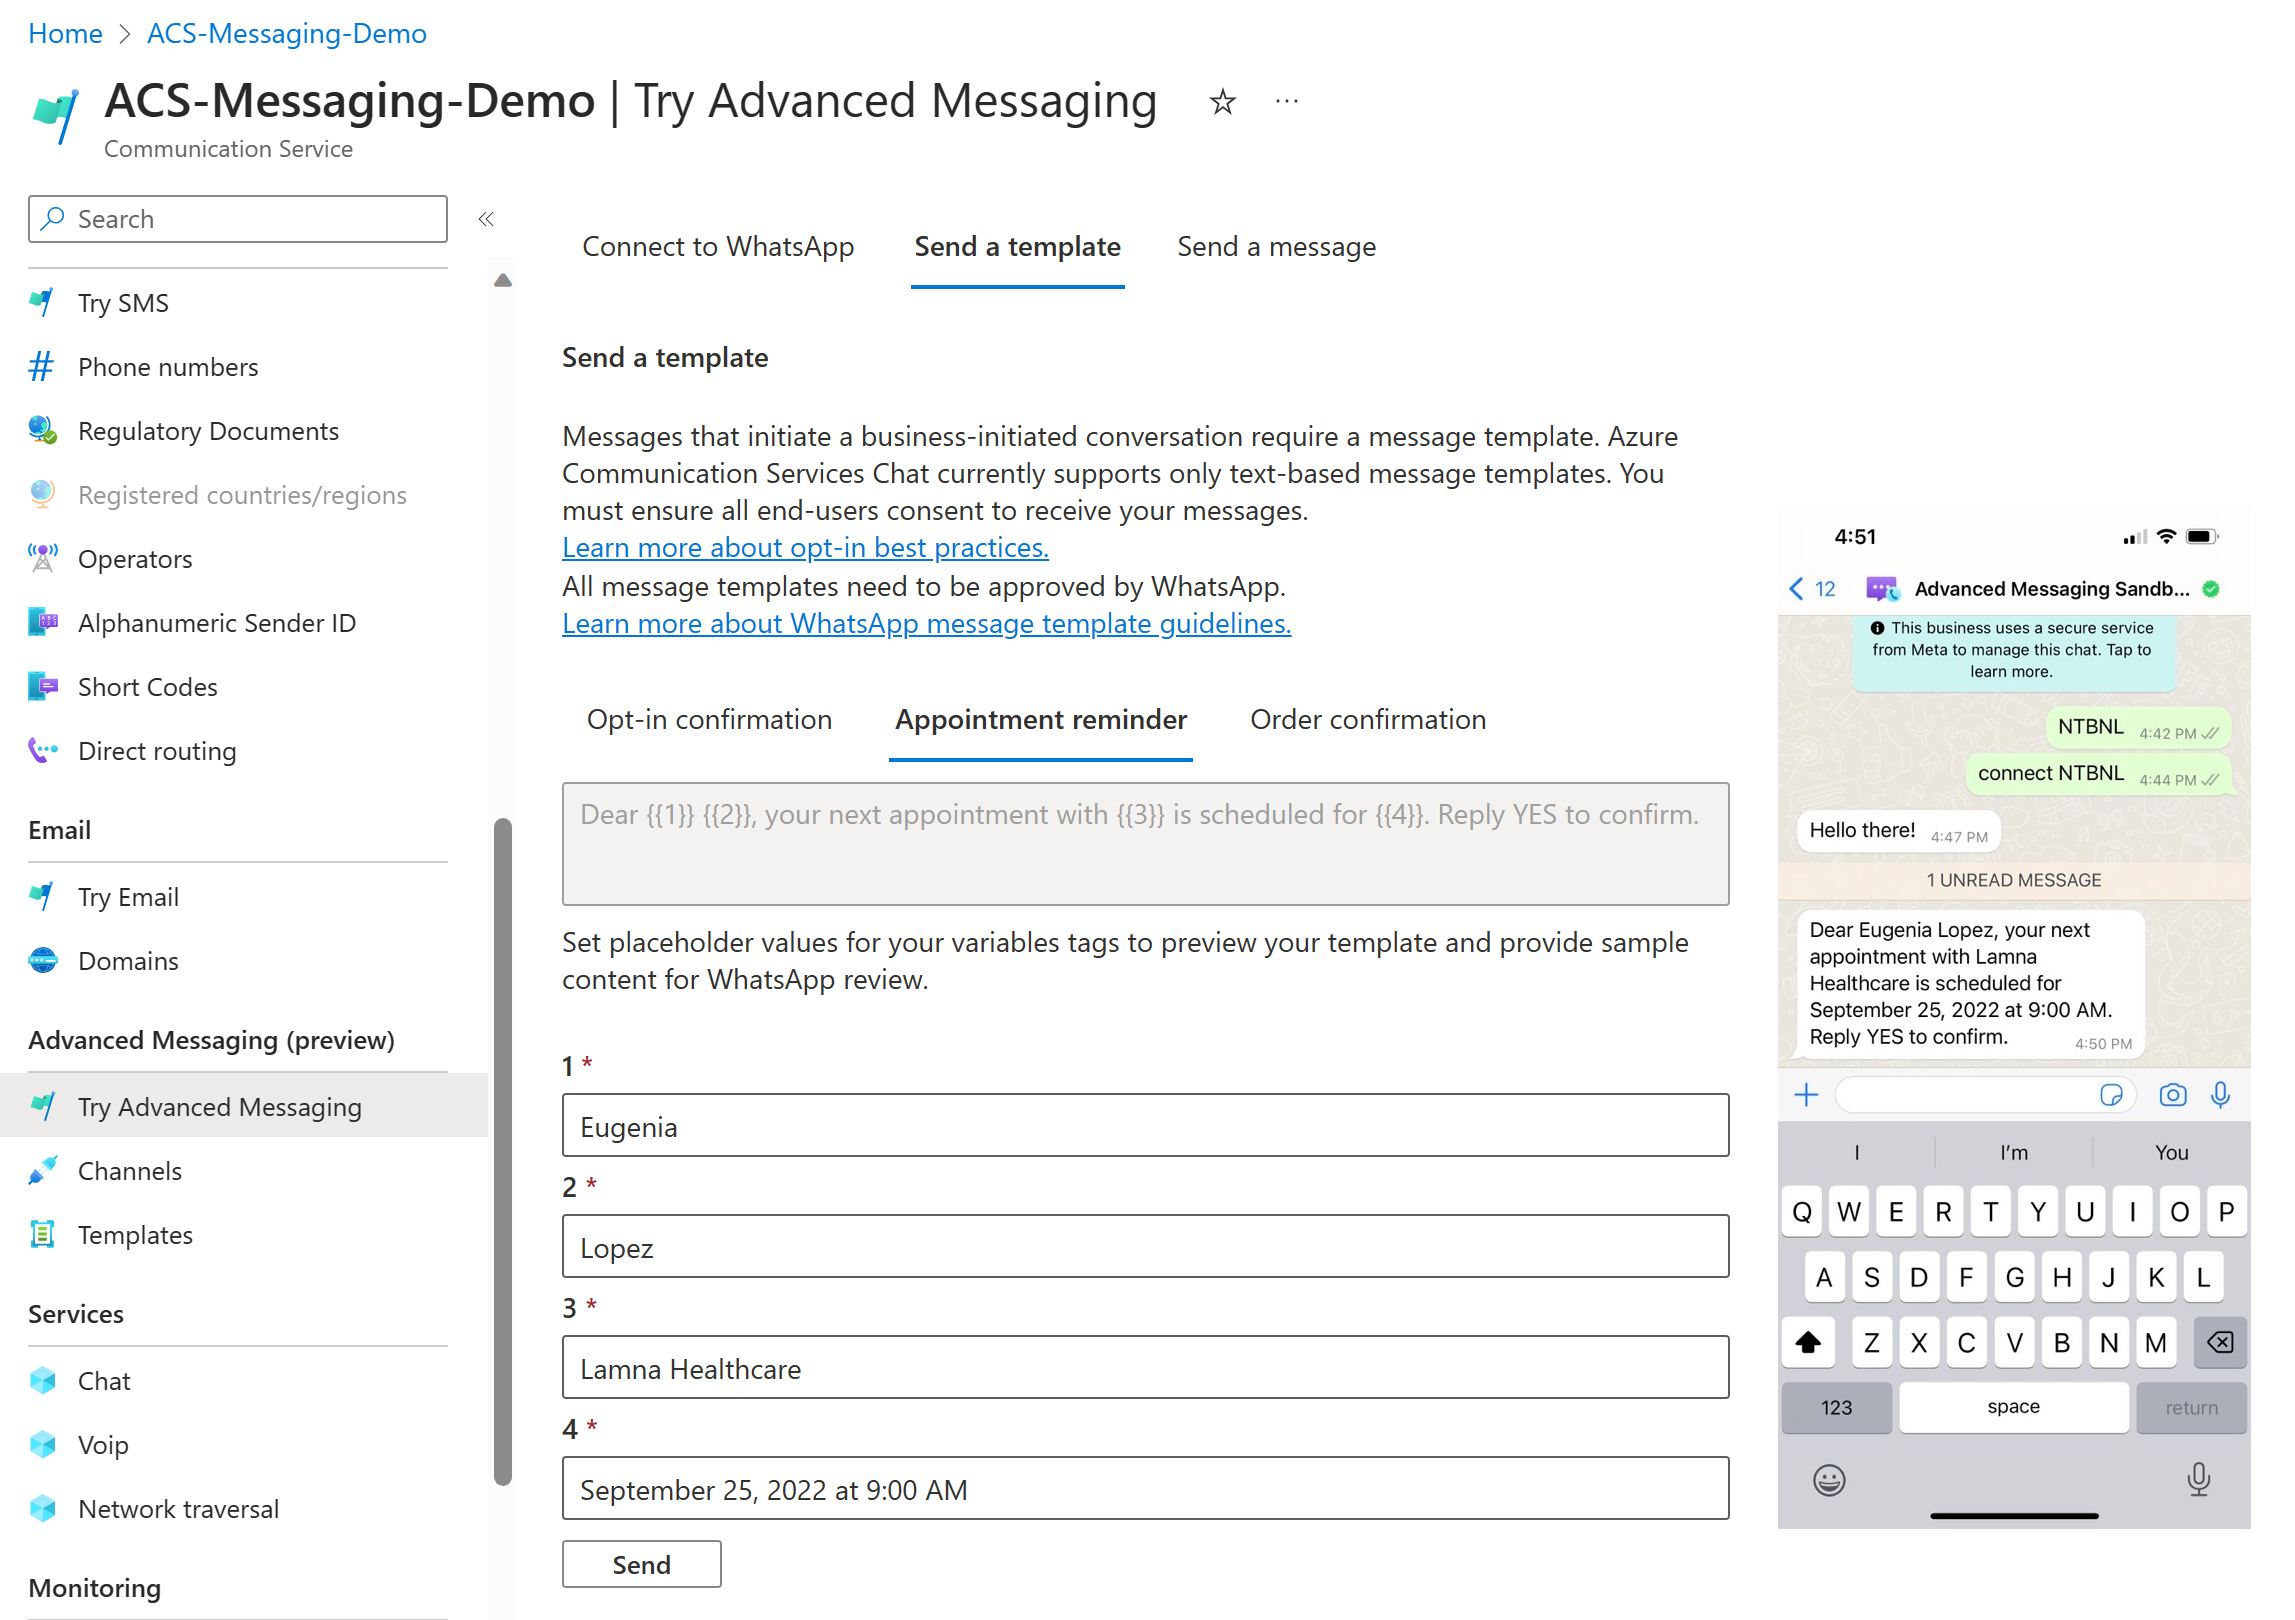 Home > ACS-Messaging-Demo
ACS-Messaging-Demo | Try Advanced Messaging
Communication Service
Search
Try SMS
Phone numbers
Regulatory Documents
Registered countries/regions
Operators
Alphanumeric Sender ID
Short Codes
Direct routing
Email
Try Email
Domains
Advanced Messaging (preview)
Try Advanced Messaging
Channels
Templates
Services
Chat
Voip
Network traversal
Monitoring
Connect to WhatsApp
Send a template
Send a message
Send a template
Messages that initiate a business-initiated conversation require a message template. Azure
Communication Services Chat currently supports only text-based message templates. You
must ensure all end-users consent to receive your messages.
Learn more about opt-in best practices.
All message templates need to be approved by WhatsApp.
Learn more about WhatsApp message template guidelines.
Opt-in confirmation
Appointment reminder
Order confirmation
Dear {{1}} {{2}}, your next appointment with {{3}} is scheduled for {{4}}. Reply YES to confirm.
Set placeholder values for your variables tags to preview your template and provide sample
content for WhatsApp review.
1 *
Eugenia
2 *
Lopez
3 *
Lamna Healthcare
4 *
September 25, 2022 at 9:00 AM
Send
4:51
12
Advanced Messaging Sandb...
This business uses a secure service
from Meta to manage this chat. Tap to
learn more.
NTBNL 4:42 PM
connect NTBNL 4:44 PM
Hello there! 4:47 PM
1 UNREAD MESSAGE
Dear Eugenia Lopez, your next
appointment with Lamna
Healthcare is scheduled for
September 25, 2022 at 9:00 AM.
Reply YES to confirm. 4:50 PM
I I'm You
Q W E R T Y U I O P
A S D F G H J K L
Z X C V B N M
123 space return